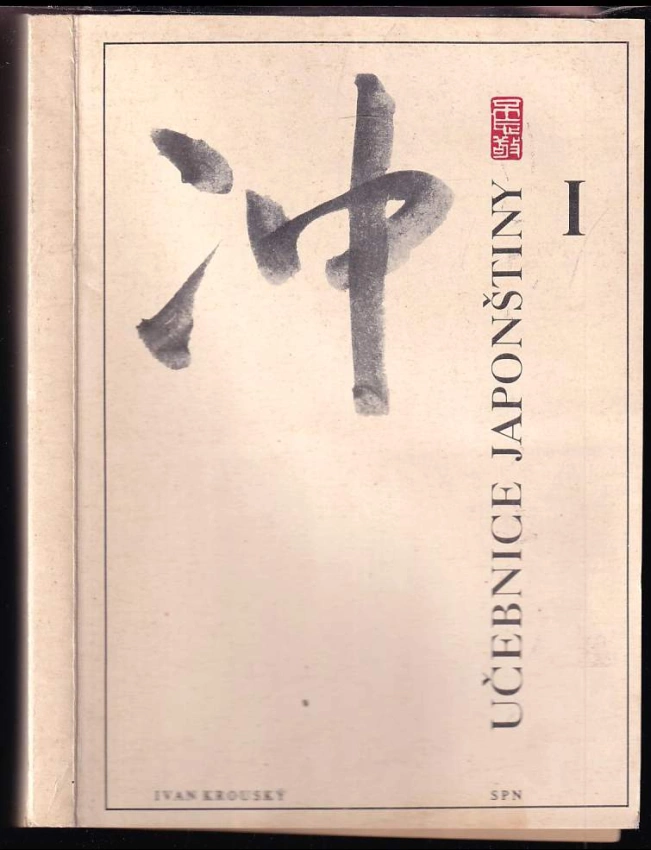 冲
UČEBNICE JAPONŠTINY
I
IVAN KROUSKÝ
SPN